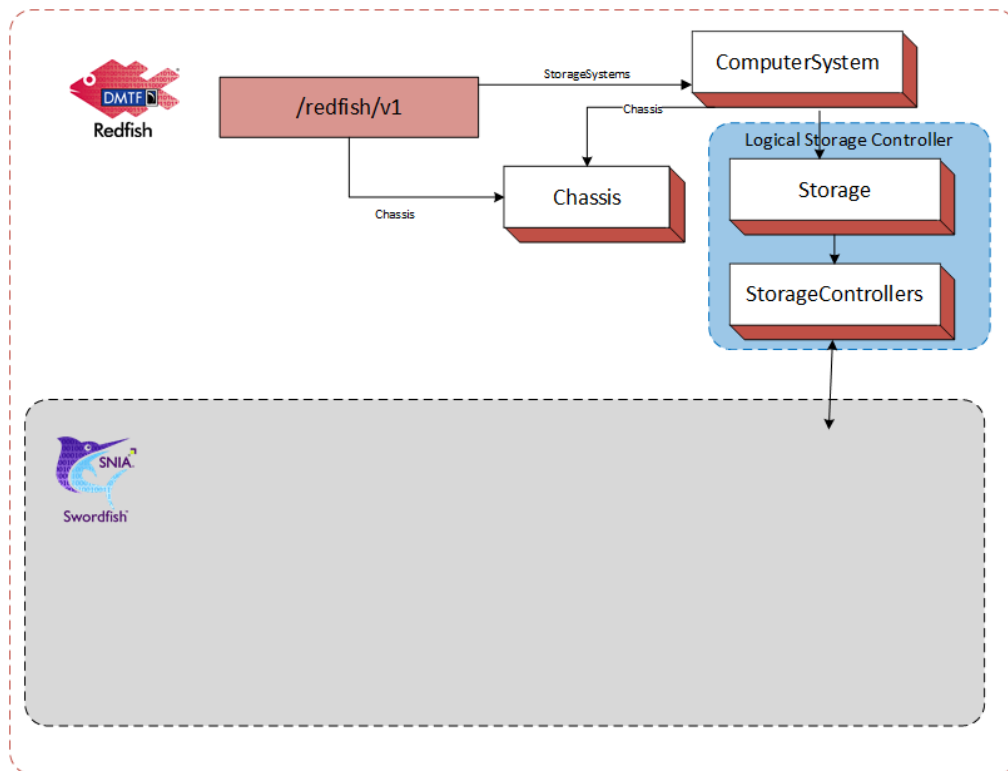 ComputerSystem
StorageSystems
DMTF
/redfish/v1
Chassis
Redfish
Logical Storage Controller
Chassis
Storage
Chassis
StorageControllers
SNIA
Swordfish